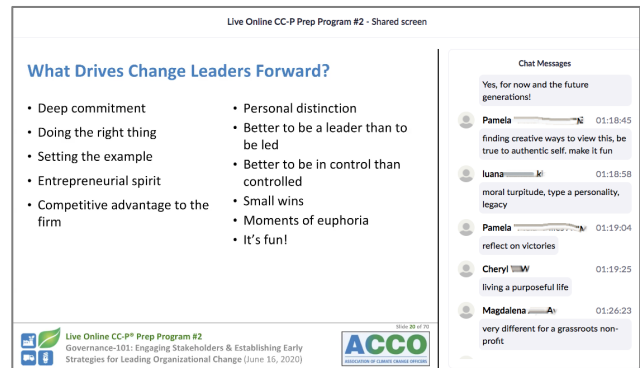 Live Online CC-P Prep Program #2 - Shared screen
What Drives Change Leaders Forward?
• Deep commitment
• Doing the right thing
• Setting the example
• Entrepreneurial spirit
• Competitive advantage to the
firm
• Personal distinction
• Better to be a leader than to
be led
• Better to be in control than
controlled
• Small wins
• Moments of euphoria
• It's fun!
Live Online CC-P® Prep Program #2
Governance-101: Engaging Stakeholders & Establishing Early
Strategies for Leading Organizational Change (June 16, 2020)
Slide 20 of 70
ACCO
ASSOCIATION OF CLIMATE CHANGE OFFICERS
Chat Messages
Yes, for now and the future
generations!
Pamela 01:18:45
finding creative ways to view this, be
true to authentic self. make it fun
luana 01:18:58
moral turpitude, type a personality,
legacy
Pamela 01:19:04
reflect on victories
Cheryl W 01:19:25
living a purposeful life
Magdalena 01:26:23
very different for a grassroots non-
profit